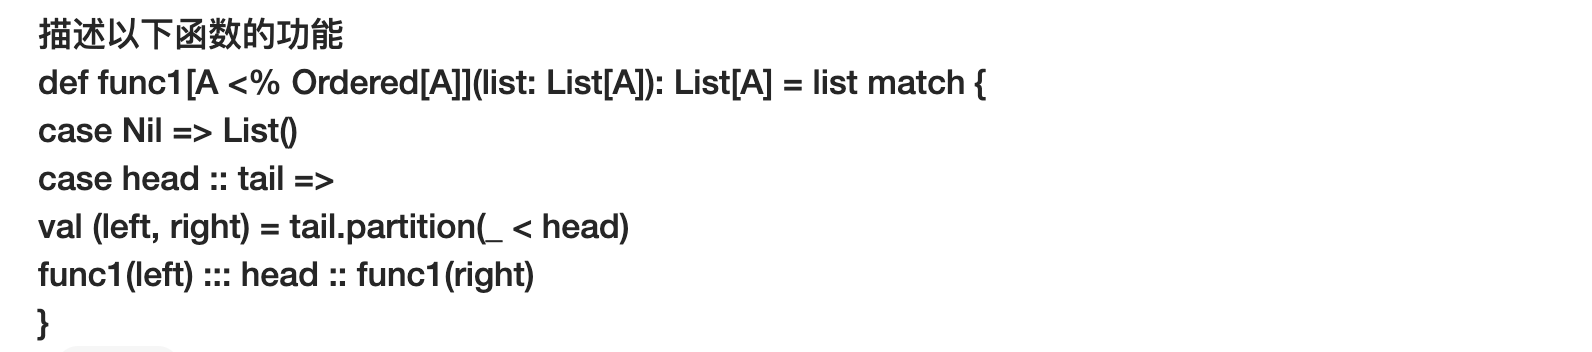 描述以下函数的功能
def func1[A <% Ordered[A]](list: List[A]): List[A] = list match {
case Nil => List()
case head :: tail =>
val (left, right) = tail.partition(_ < head)
func1(left) ::: head :: func1(right)
}